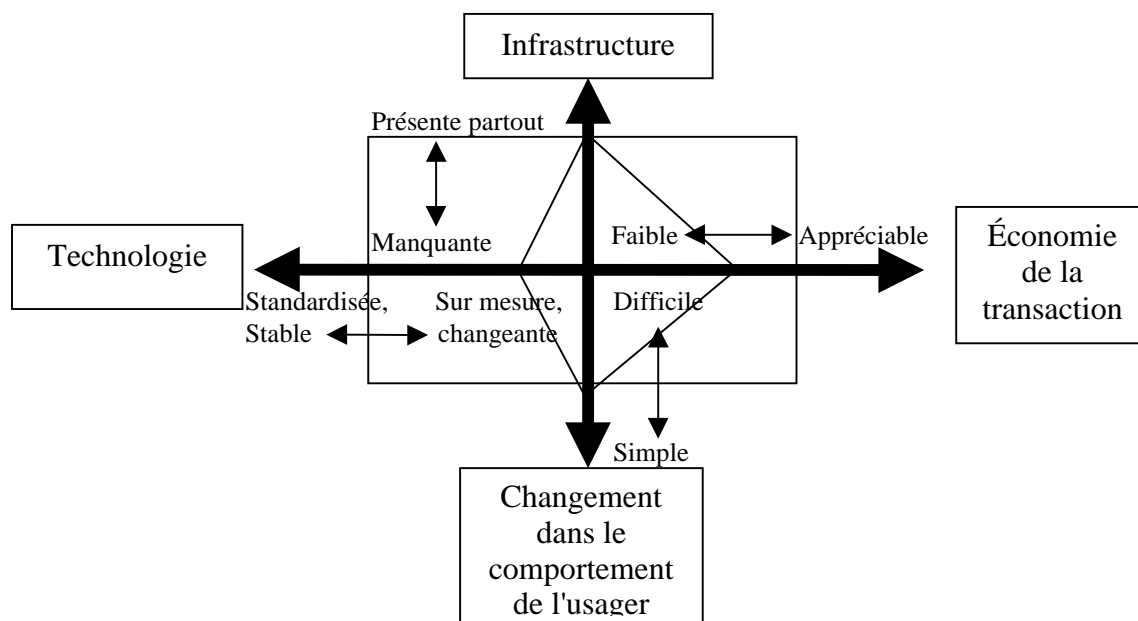 Infrastructure
Présente partout
Manquante
Faible
Appréciable
Technologie
Économie
de la
transaction
Standardisée,
Stable
Sur mesure,
changeante
Difficile
Simple
Changement
dans le
comportement
de l'usager